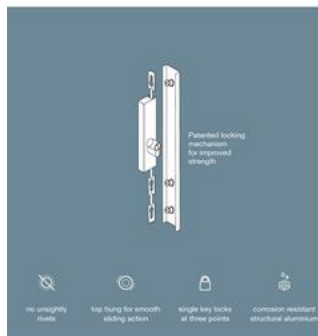 Patented locking
mechanism
for improved
strength
no unsightly
rivets
top hung for smooth
sliding action
single key locks
at three points
corrosion resistant
structural aluminium